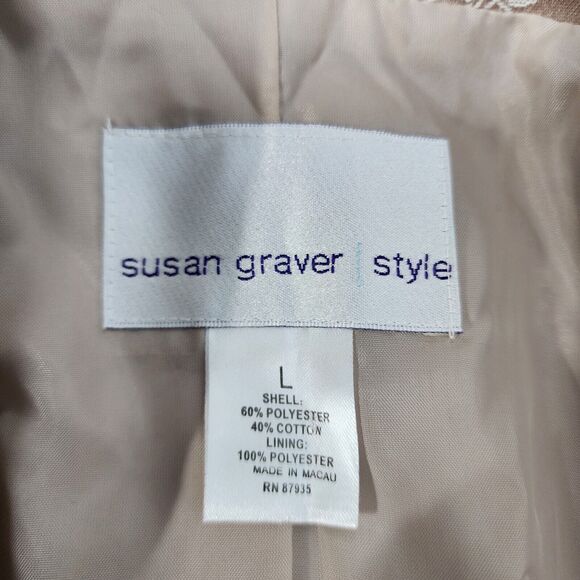 susan graver | style
L
SHELL:
60% POLYESTER
40% COTTON
LINING:
100% POLYESTER
MADE IN MACAU
RN 87935